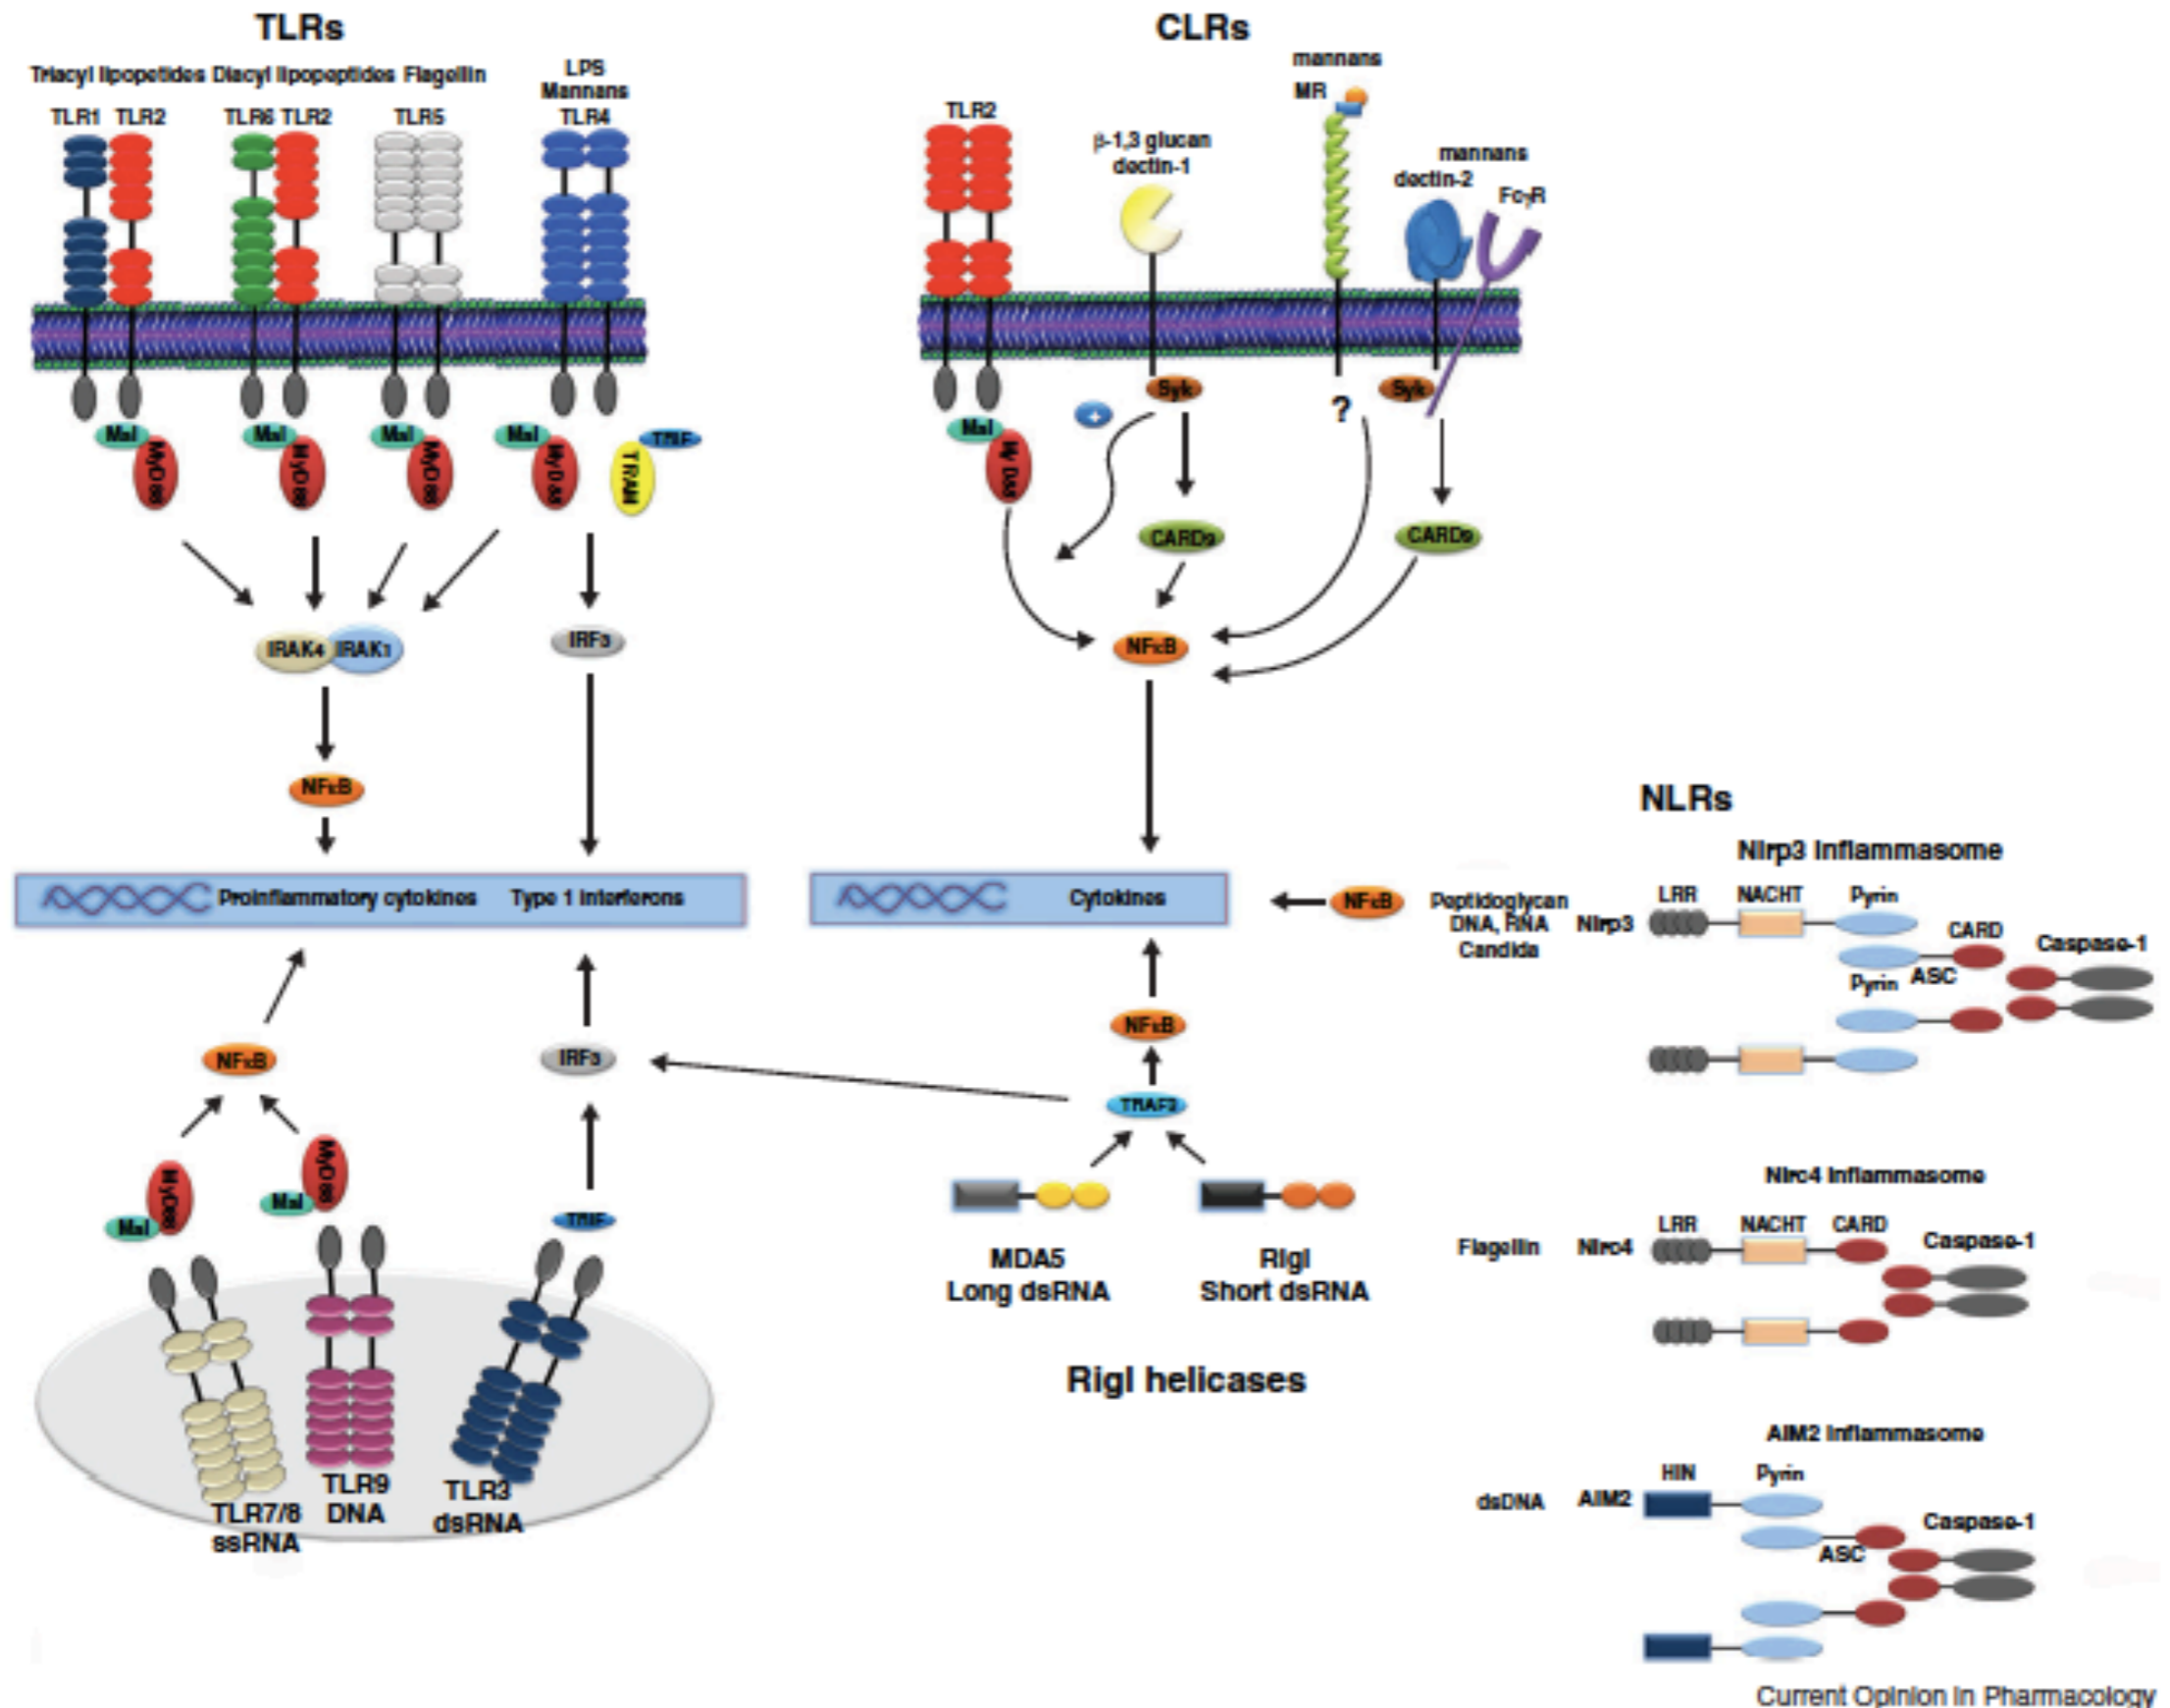 TLRs
Triacyl lipopetides Diacyl lipopeptides Flagellin
LPS
Mannans
TLR1 TLR2
TLR6 TLR2
TLR5
TLR4
Mal
MyD88
Mal
MyD88
Mal
MyD88
Mal
MyD88
TRIF
TRAM
IRAK4 IRAK1
IRF3
NFκB
Proinflammatory cytokines Type 1 interferons
NFκB
IRF3
Mal
MyD88
Mal
MyD88
TRIF
TLR7/8
ssRNA
TLR9
DNA
TLR3
dsRNA
CLRs
TLR2
β-1,3 glucan
dectin-1
mannans
MR
mannans
dectin-2
FcγR
Syk
+
?
Syk
Mal
MyD88
CARD9
CARD9
NFκB
Cytokines
NFκB
NFκB
TRAF3
MDA5
Long dsRNA
RigI
Short dsRNA
RigI helicases
NLRs
Nlrp3 Inflammasome
Peptidoglycan
DNA, RNA
Candida
Nlrp3
LRR NACHT Pyrin
CARD
Caspase-1
Pyrin ASC
Nlrc4 Inflammasome
LRR NACHT CARD
Flagellin Nlrc4
Caspase-1
AIM2 Inflammasome
HIN Pyrin
dsDNA AIM2
Caspase-1
ASC
Current Opinion in Pharmacology